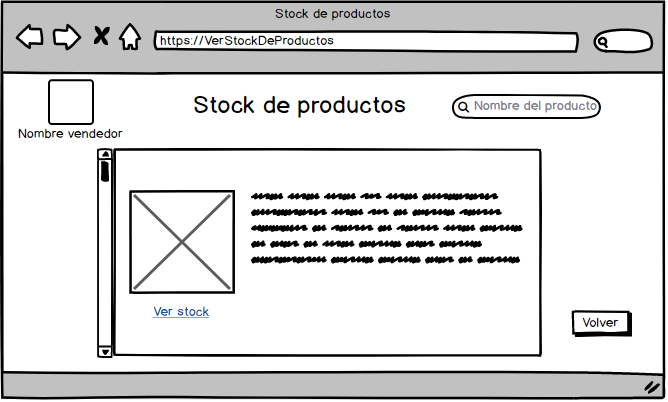 Stock de productos
https://VerStockDeProductos
Stock de productos
Nombre del producto
Nombre vendedor
Ver stock
Volver